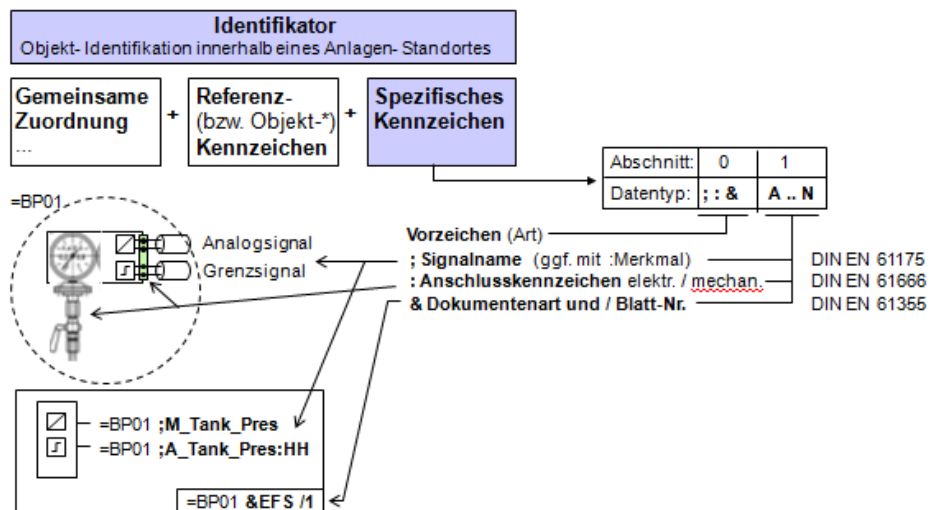 Identifikator
Objekt- Identifikation innerhalb eines Anlagen- Standortes
Gemeinsame
Zuordnung
...
+
Referenz-
(bzw. Objekt-*)
Kennzeichen
+
Spezifisches
Kennzeichen
Abschnitt: 0 1
Datentyp: ; : & A .. N
=BP01
Analogsignal
Grenzsignal
Vorzeichen (Art)
; Signalname (ggf. mit :Merkmal) DIN EN 61175
: Anschlusskennzeichen elektr. / mechan. DIN EN 61666
& Dokumentenart und / Blatt-Nr. DIN EN 61355
=BP01 ;M_Tank_Pres
=BP01 ;A_Tank_Pres:HH
=BP01 &EFS /1